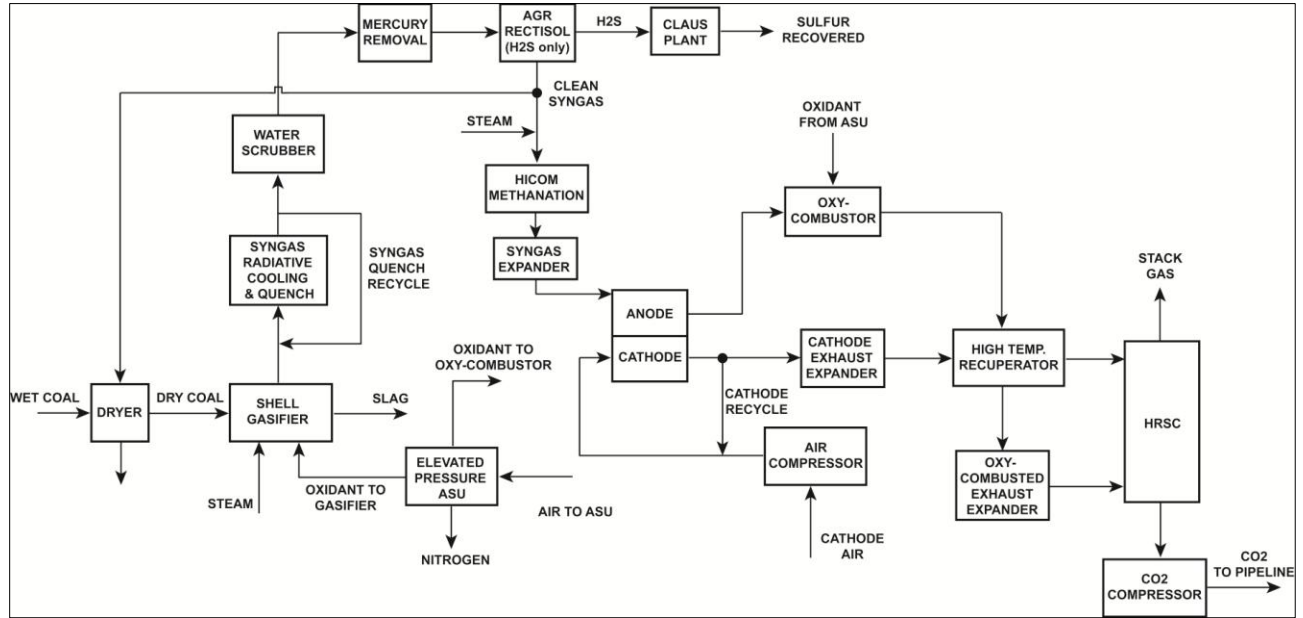 MERCURY
REMOVAL
AGR
RECTISOL
(H2S only)
H2S
CLAUS
PLANT
SULFUR
RECOVERED
CLEAN
SYNGAS
STEAM
OXIDANT
FROM ASU
WATER
SCRUBBER
HICOM
METHANATION
OXY-
COMBUSTOR
SYNGAS
RADIATIVE
COOLING
& QUENCH
SYNGAS
QUENCH
RECYCLE
SYNGAS
EXPANDER
STACK
GAS
ANODE
CATHODE
OXIDANT TO
OXY-COMBUSTOR
CATHODE
EXHAUST
EXPANDER
HIGH TEMP.
RECUPERATOR
CATHODE
RECYCLE
WET COAL
DRYER
DRY COAL
SHELL
GASIFIER
SLAG
HRSC
AIR
COMPRESSOR
ELEVATED
PRESSURE
ASU
OXY-
COMBUSTED
EXHAUST
EXPANDER
STEAM
OXIDANT TO
GASIFIER
AIR TO ASU
NITROGEN
CATHODE
AIR
CO2
COMPRESSOR
CO2
TO PIPELINE